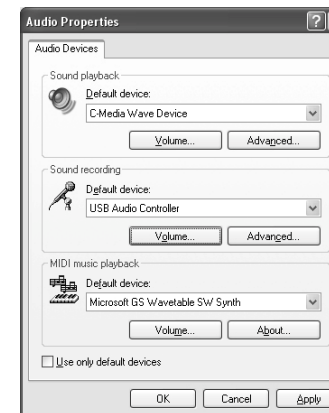 Audio Properties ?
Audio Devices
Sound playback
Default device:
C-Media Wave Device
Volume... Advanced...
Sound recording
Default device:
USB Audio Controller
Volume... Advanced...
MIDI music playback
Default device:
Microsoft GS Wavetable SW Synth
Volume... About...
Use only default devices
OK Cancel Apply